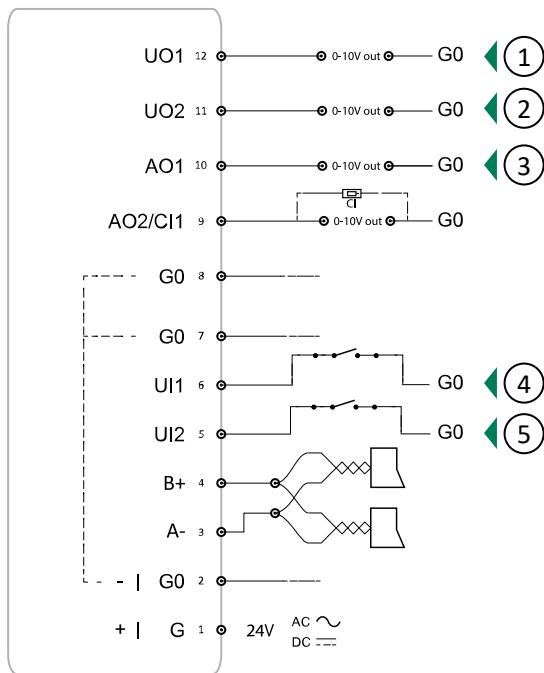 UO1 12 0-10V out G0 1
UO2 11 0-10V out G0 2
AO1 10 0-10V out G0 3
CI
AO2/CI1 9 0-10V out G0
G0 8
G0 7
UI1 6 G0 4
UI2 5 G0 5
B+ 4
A- 3
- | G0 2
+ | G 1 24V AC
DC